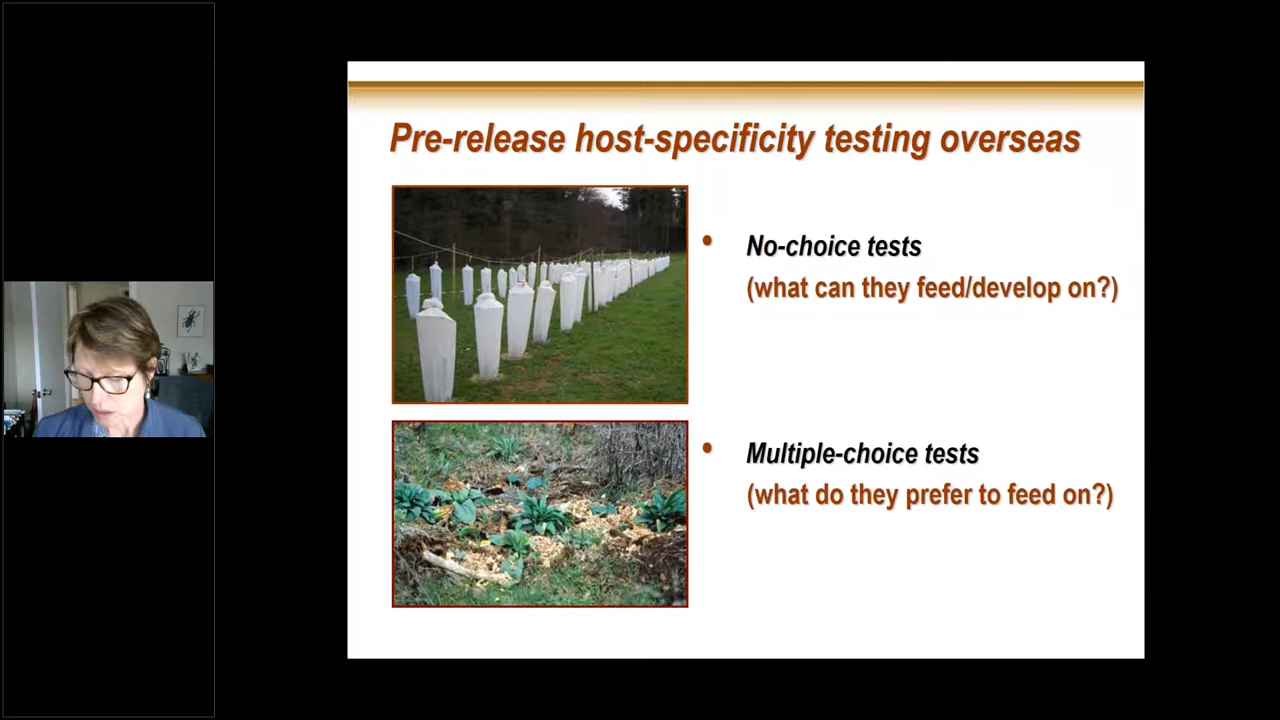 Pre-release host-specificity testing overseas
• No-choice tests
(what can they feed/develop on?)
• Multiple-choice tests
(what do they prefer to feed on?)